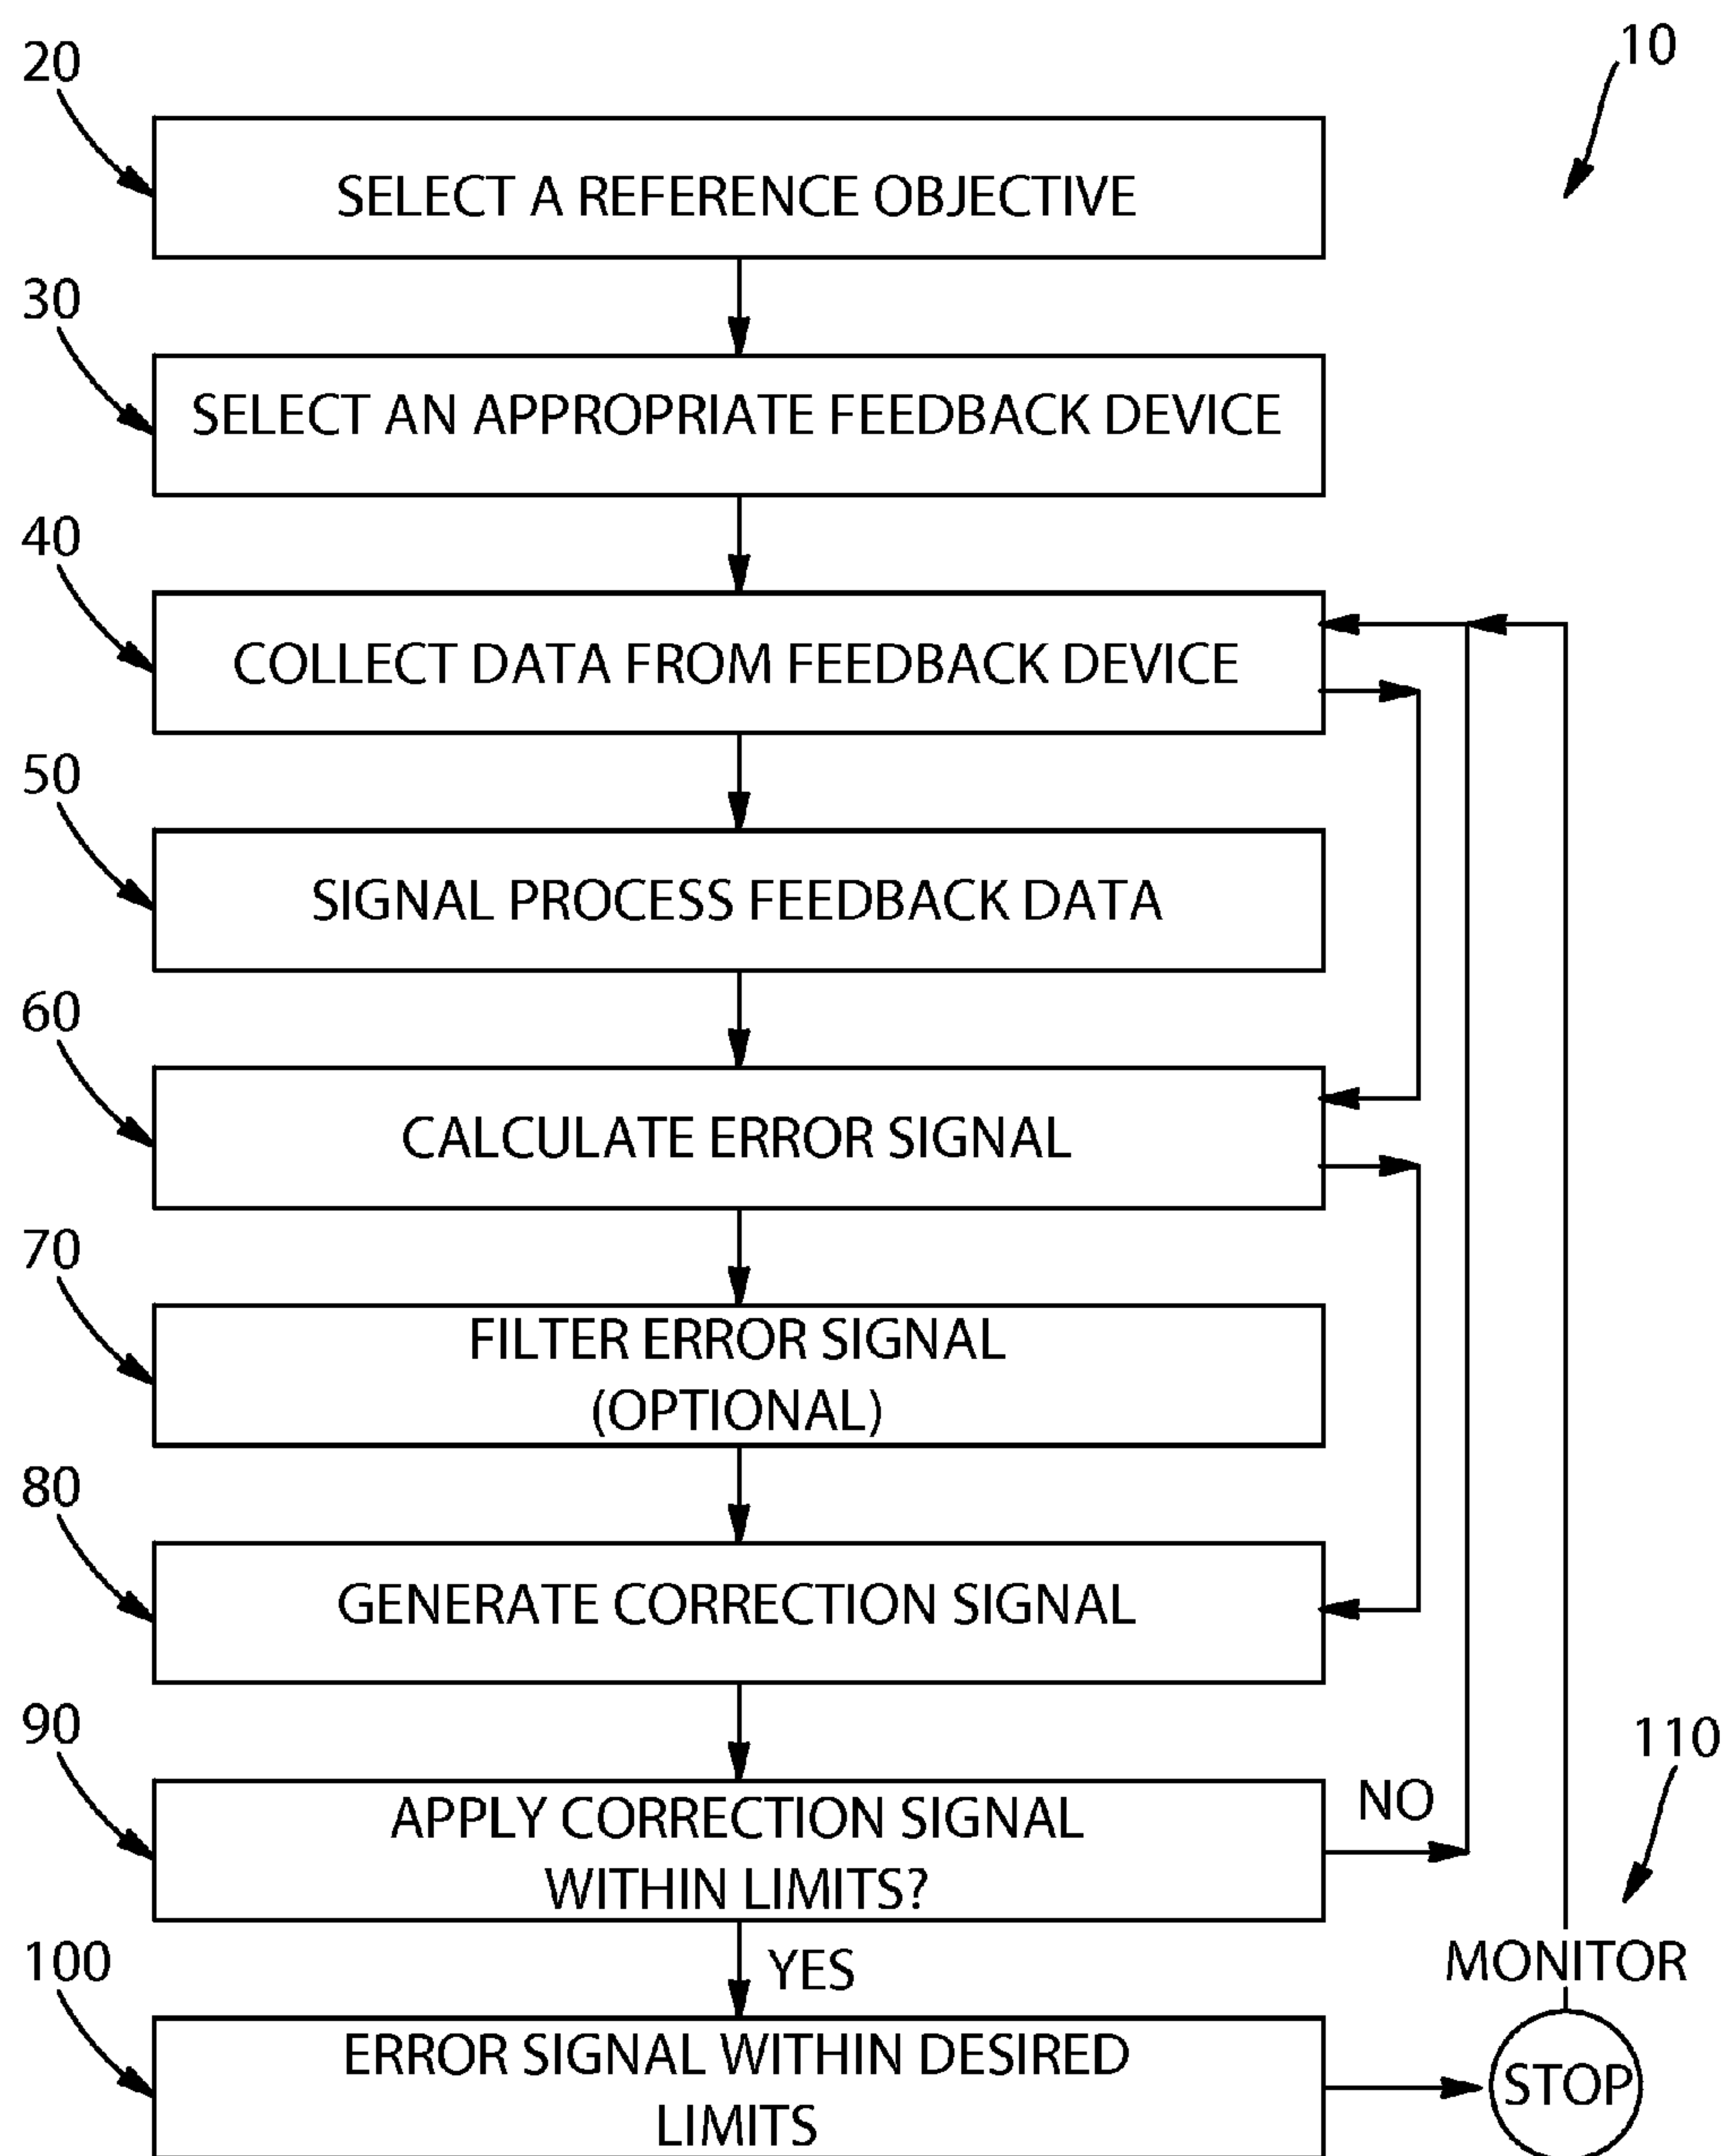 20
10
SELECT A REFERENCE OBJECTIVE
30
SELECT AN APPROPRIATE FEEDBACK DEVICE
40
COLLECT DATA FROM FEEDBACK DEVICE
50
SIGNAL PROCESS FEEDBACK DATA
60
CALCULATE ERROR SIGNAL
70
FILTER ERROR SIGNAL
(OPTIONAL)
80
GENERATE CORRECTION SIGNAL
90
110
NO
APPLY CORRECTION SIGNAL
WITHIN LIMITS?
100
YES
MONITOR
ERROR SIGNAL WITHIN DESIRED
LIMITS
STOP